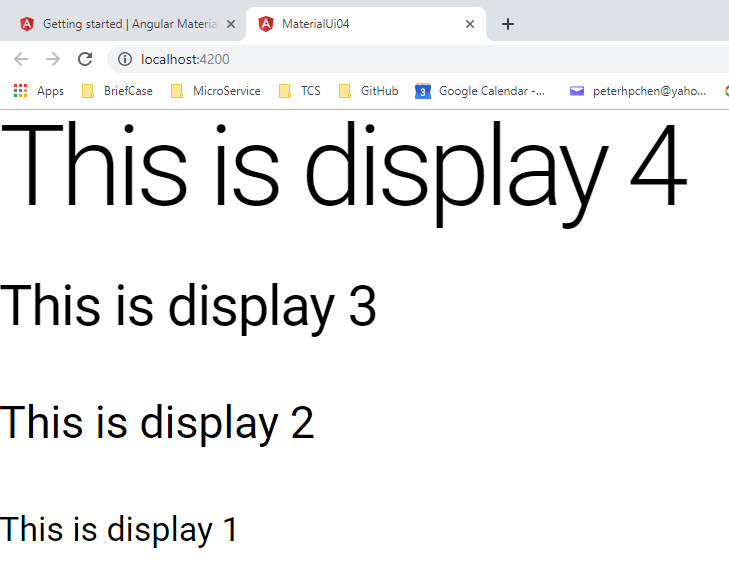 Getting started | Angular Materia
MaterialUi04
localhost:4200
Apps BriefCase MicroService TCS GitHub 3 Google Calendar -... peterhpchen@yaho...
This is display 4
This is display 3
This is display 2
This is display 1